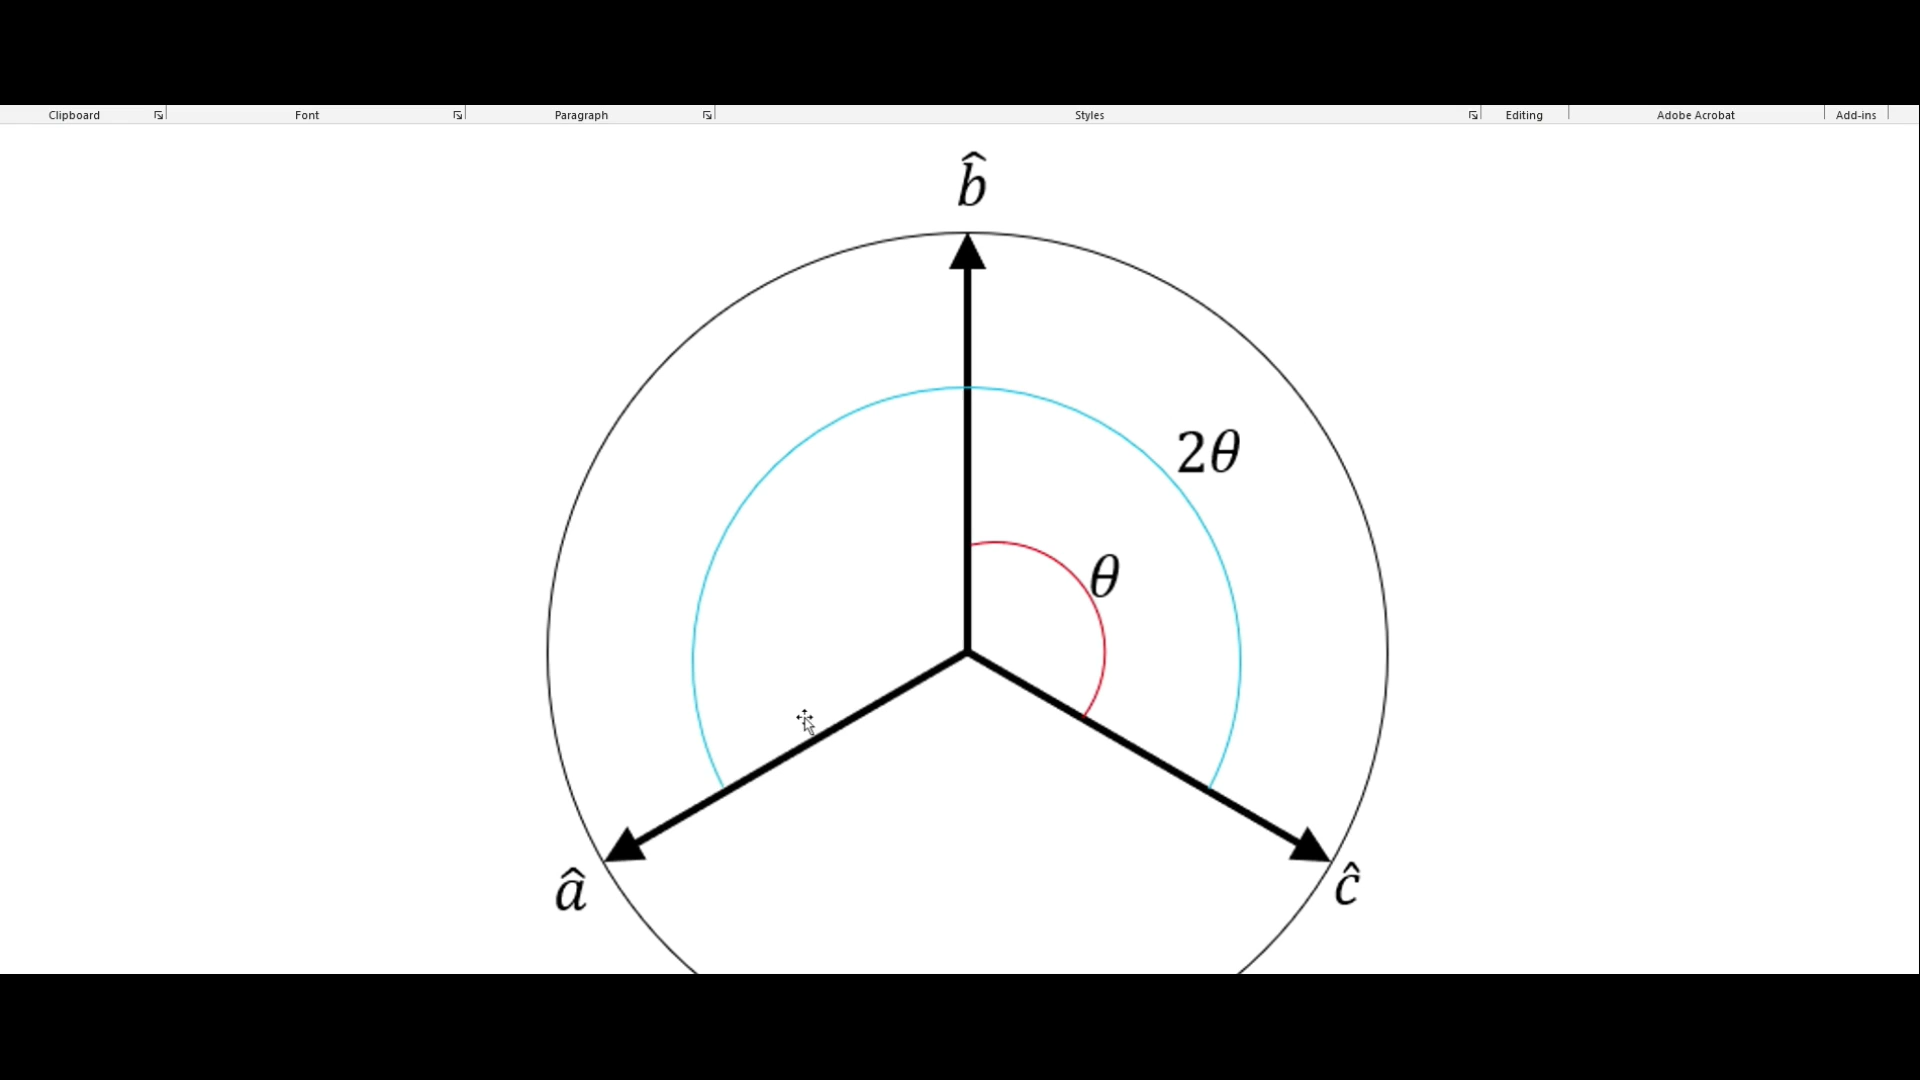 Clipboard Font Paragraph Styles Editing Adobe Acrobat Add-ins
b̂
2θ
θ
â
ĉ